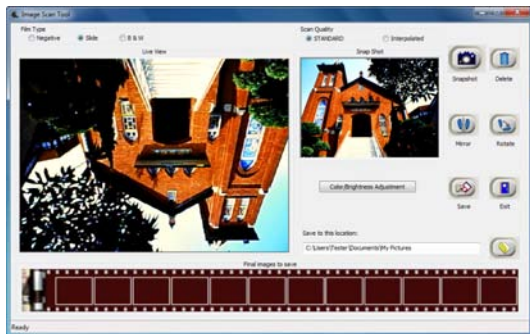 Image Scan Tool
Film Type
Negative
Slide
B & W
Scan Quality
STANDARD
Interpolated
Live View
Snap Shot
Snapshot
Delete
Mirror
Rotate
Color/Brightness Adjustment
Save
Exit
Save to this location:
C:\Users\Tester\Documents\My Pictures
Final images to save
Ready